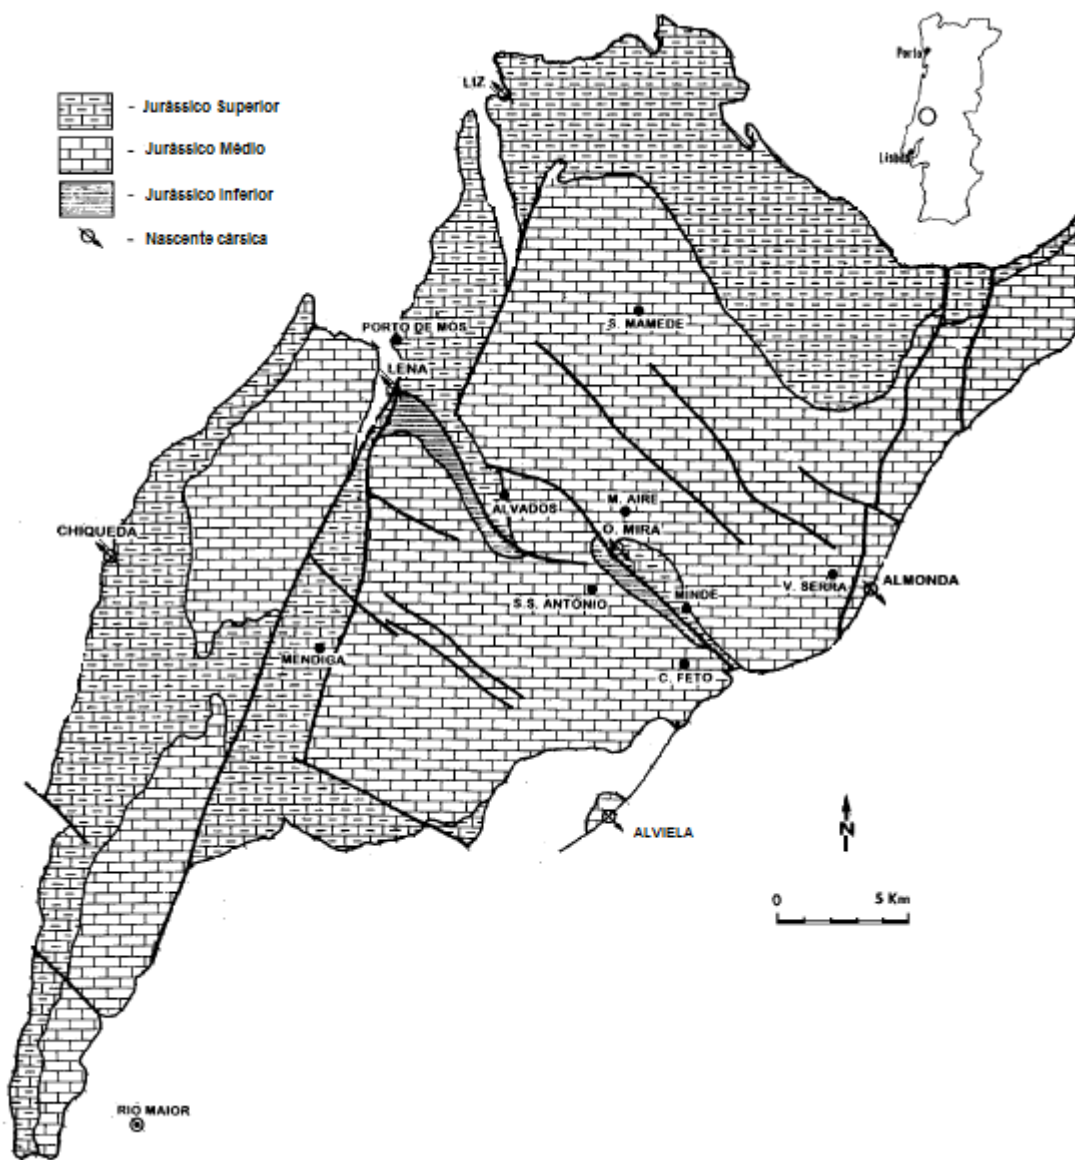 Porto
Lisboa
LIZ
- Jurássico Superior
- Jurássico Médio
- Jurássico Inferior
- Nascente cársica
S. MAMEDE
PORTO DE MÓS
LENA
ALVADOS
M. AIRE
O. MIRA
CHIQUEDA
V. SERRA
ALMONDA
S.S. ANTÓNIO
MINDE
MENDIGA
C. FETO
ALVIELA
N
0 5 Km
RIO MAIOR